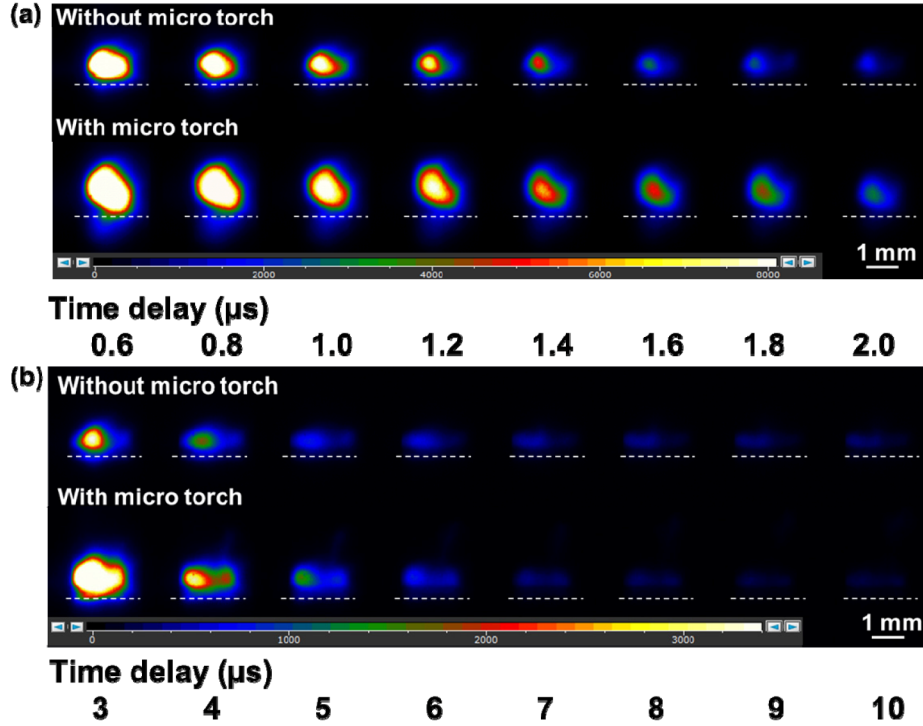 (a)
Without micro torch
With micro torch
0 2000 4000 6000 8000
1 mm
Time delay (μs)
0.6 0.8 1.0 1.2 1.4 1.6 1.8 2.0
(b)
Without micro torch
With micro torch
0 1000 2000 3000
1 mm
Time delay (μs)
3 4 5 6 7 8 9 10